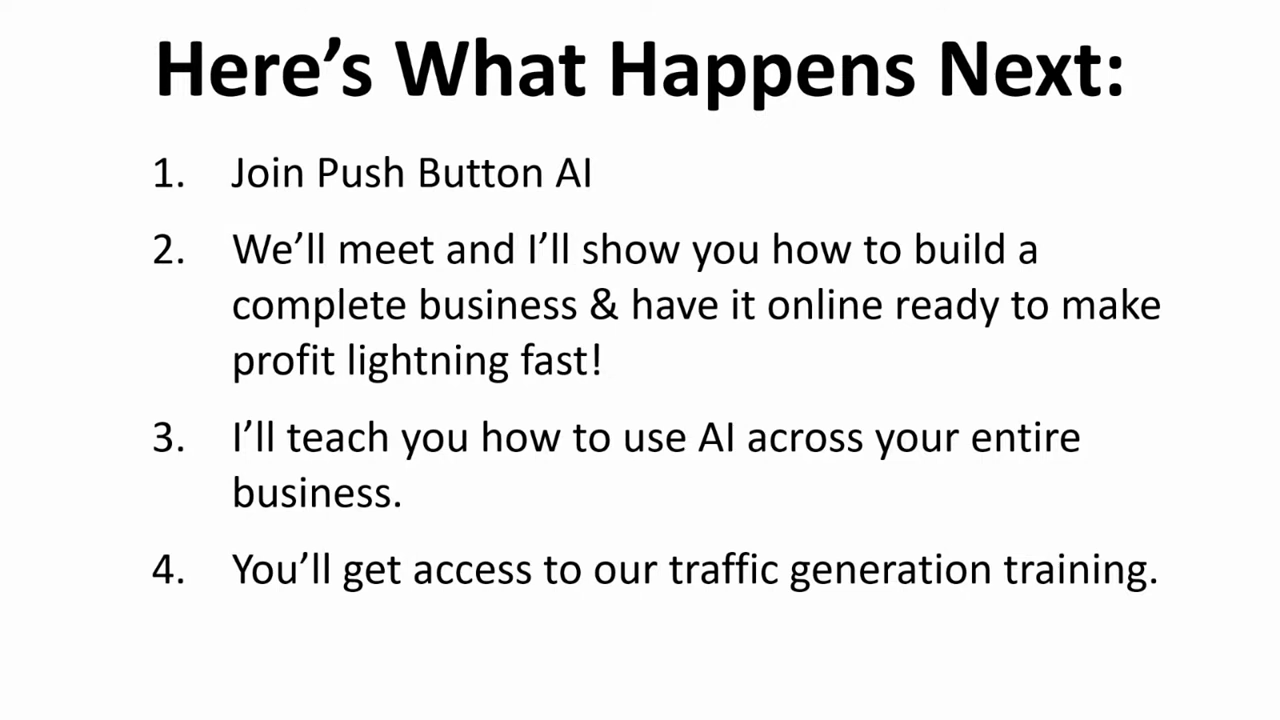 Here’s What Happens Next:
1. Join Push Button AI
2. We’ll meet and I’ll show you how to build a
complete business & have it online ready to make
profit lightning fast!
3. I’ll teach you how to use AI across your entire
business.
4. You’ll get access to our traffic generation training.